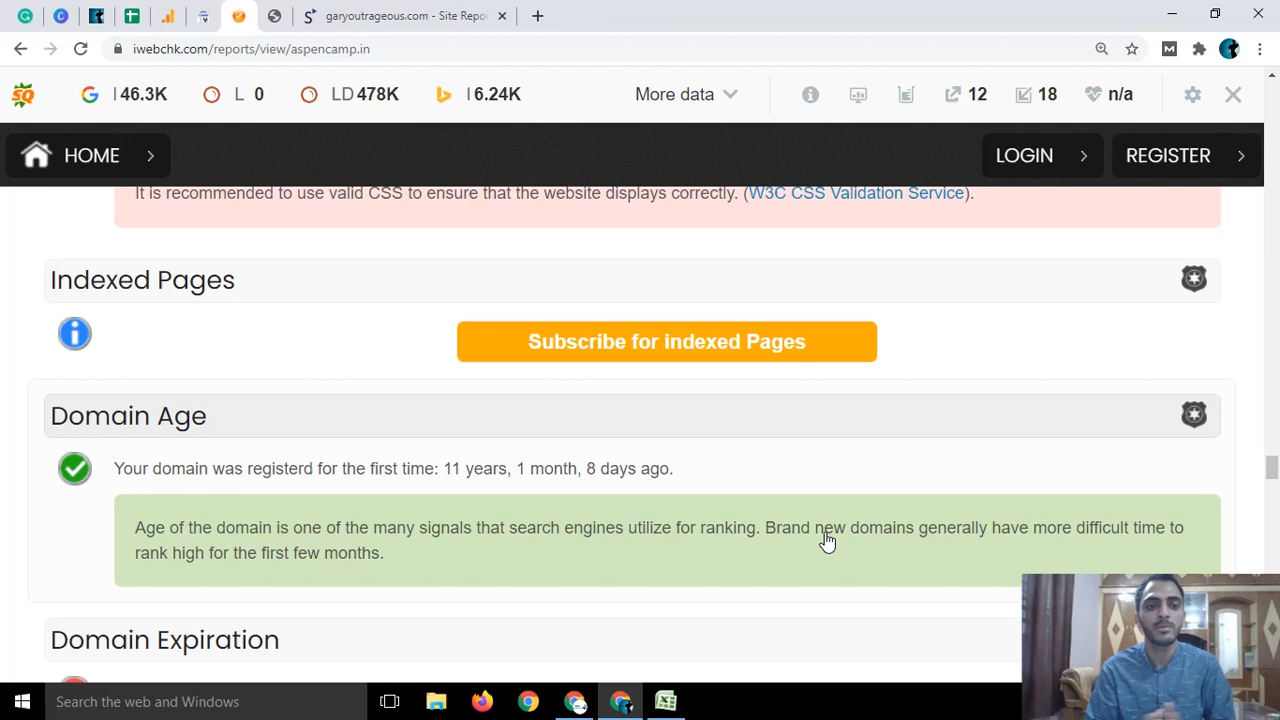 garyoutrageous.com - Site Repo
iwebchk.com/reports/view/aspencamp.in
SQ I 46.3K L 0 LD 478K I 6.24K More data 12 18 n/a
HOME LOGIN REGISTER
It is recommended to use valid CSS to ensure that the website displays correctly. (W3C CSS Validation Service).
Indexed Pages
Subscribe for indexed Pages
Domain Age
Your domain was registerd for the first time: 11 years, 1 month, 8 days ago.
Age of the domain is one of the many signals that search engines utilize for ranking. Brand new domains generally have more difficult time to
rank high for the first few months.
Domain Expiration
Search the web and Windows